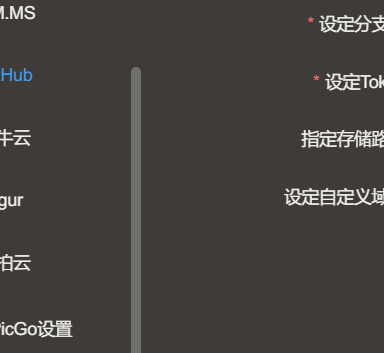 M.MS
Hub
牛云
gur
拍云
PicGo设置
* 设定分支
* 设定Tok
指定存储路
设定自定义域